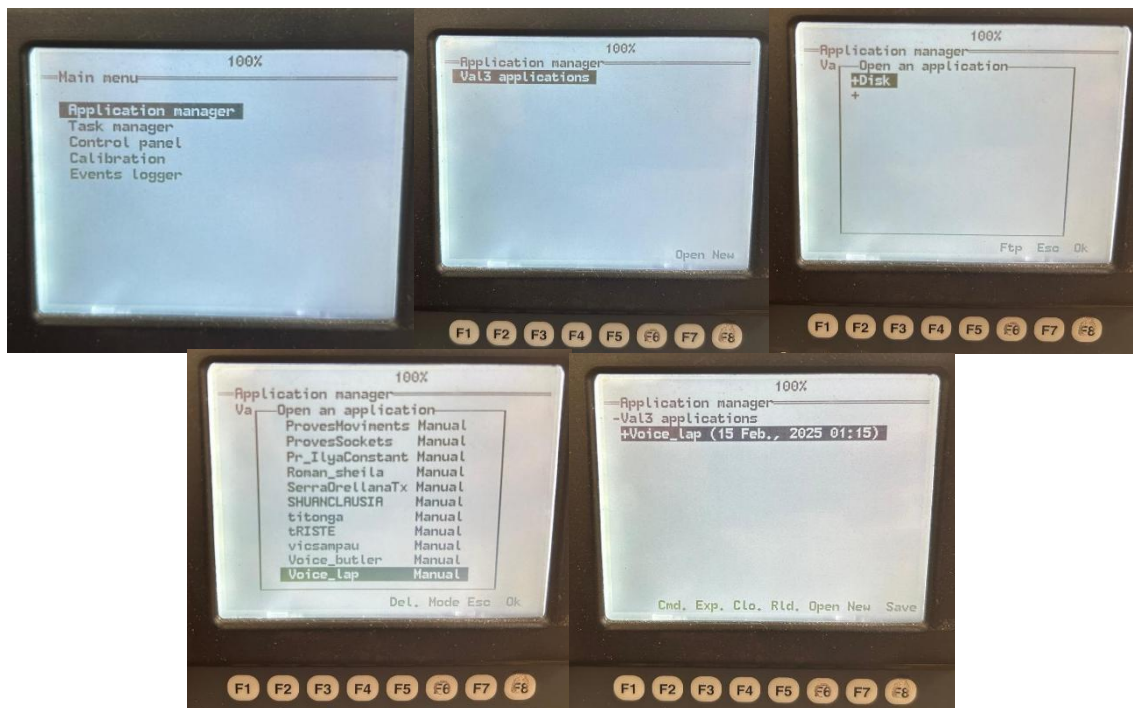 100%
Main menu
Application manager
Task manager
Control panel
Calibration
Events logger
100%
Application manager
Val3 applications
Open New
F1 F2 F3 F4 F5 F6 F7 F8
100%
Application manager
Va Open an application
+Disk
+
Ftp Esc Ok
F1 F2 F3 F4 F5 F6 F7 F8
100%
Application manager
Va Open an application
ProvesMoviments Manual
ProvesSockets Manual
Pr_IlyaConstant Manual
Roman_sheila Manual
SerraOrellanaTx Manual
SHUANCLAUSIA Manual
titonga Manual
tRISTE Manual
vicsampau Manual
Voice_butler Manual
Voice_lap Manual
Del. Mode Esc Ok
F1 F2 F3 F4 F5 F6 F7 F8
100%
Application manager
-Val3 applications
+Voice_lap (15 Feb., 2025 01:15)
Cmd. Exp. Clo. Rld. Open New Save
F1 F2 F3 F4 F5 F6 F7 F8